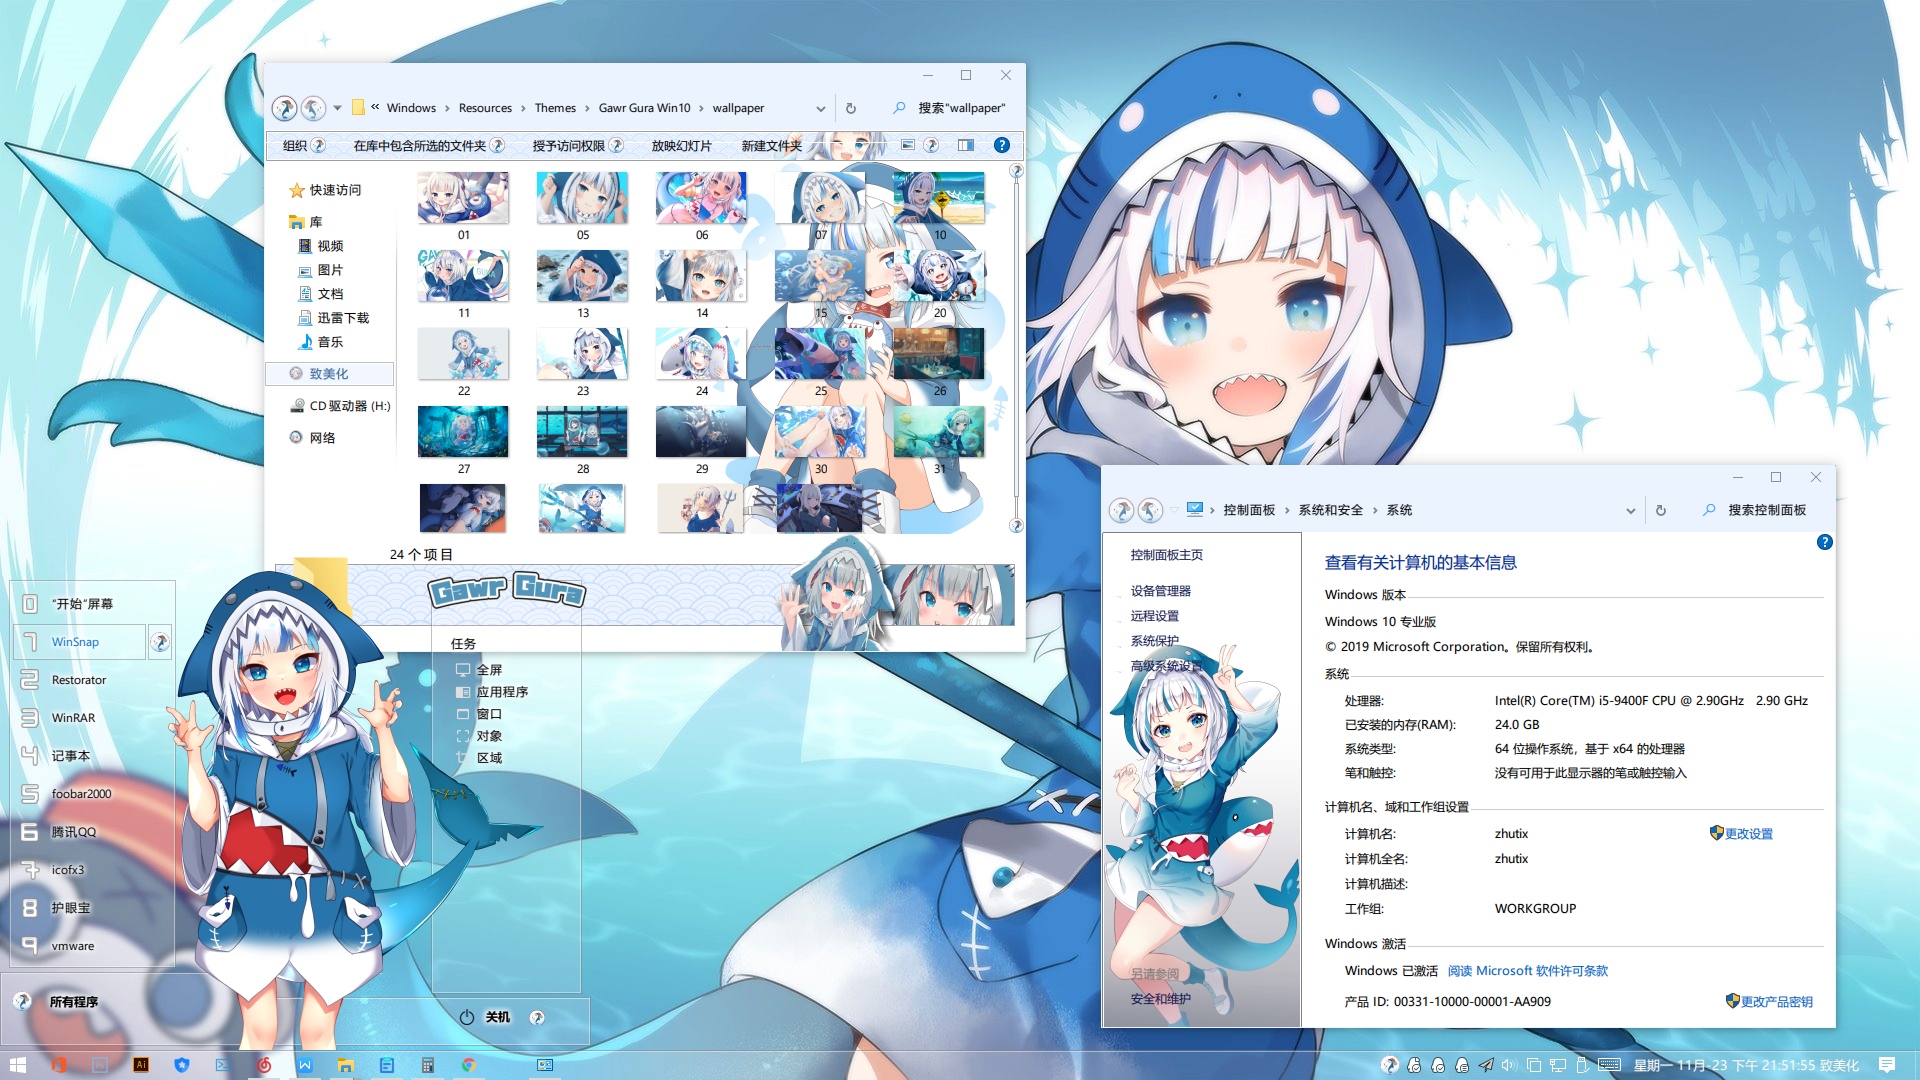 Windows › Resources › Themes › Gawr Gura Win10 › wallpaper
搜索"wallpaper"
组织 在库中包含所选的文件夹 授予访问权限 放映幻灯片 新建文件夹
快速访问
库
视频
图片
文档
迅雷下载
音乐
致美化
CD 驱动器 (H:)
网络
01 05 06 07 10
11 13 14 15 20
22 23 24 25 26
27 28 29 30 31
24 个项目
Gawr Gura
0 "开始"屏幕
1 WinSnap
2 Restorator
3 WinRAR
4 记事本
5 foobar2000
6 腾讯QQ
7 icofx3
8 护眼宝
9 vmware
所有程序
任务
全屏
应用程序
窗口
对象
区域
关机
控制面板 › 系统和安全 › 系统
搜索控制面板
控制面板主页
设备管理器
远程设置
系统保护
高级系统设置
另请参阅
安全和维护
查看有关计算机的基本信息
Windows 版本
Windows 10 专业版
© 2019 Microsoft Corporation。保留所有权利。
系统
处理器: Intel(R) Core(TM) i5-9400F CPU @ 2.90GHz 2.90 GHz
已安装的内存(RAM): 24.0 GB
系统类型: 64 位操作系统，基于 x64 的处理器
笔和触控: 没有可用于此显示器的笔或触控输入
计算机名、域和工作组设置
计算机名: zhutix 更改设置
计算机全名: zhutix
计算机描述:
工作组: WORKGROUP
Windows 激活
Windows 已激活 阅读 Microsoft 软件许可条款
产品 ID: 00331-10000-00001-AA909 更改产品密钥
Ai
星期一 11月-23 下午 21:51:55 致美化